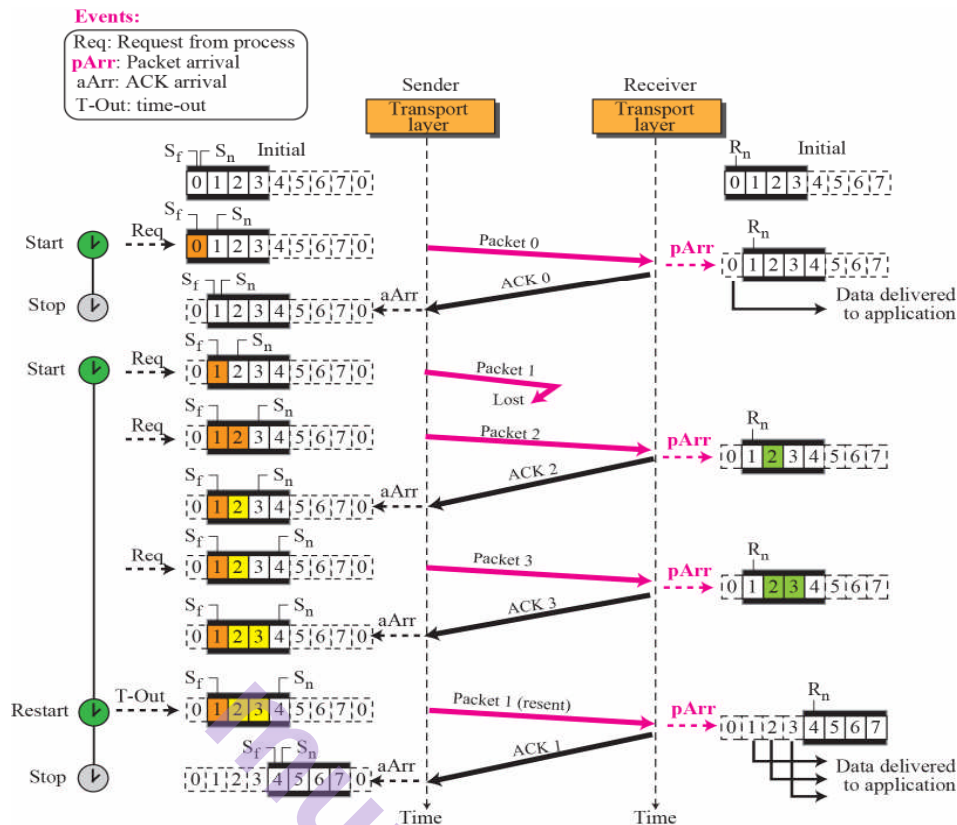 Events:
Req: Request from process
pArr: Packet arrival
aArr: ACK arrival
T-Out: time-out
Sender
Receiver
Transport layer
Transport layer
Sf Sn Initial
0 1 2 3 4 5 6 7 0
Rn Initial
0 1 2 3 4 5 6 7
Start
Req
Sf Sn
0 1 2 3 4 5 6 7 0
Packet 0
pArr
Rn
0 1 2 3 4 5 6 7
Data delivered
to application
Stop
Sf Sn
0 1 2 3 4 5 6 7 0
aArr
ACK 0
Start
Req
Sf Sn
0 1 2 3 4 5 6 7 0
Packet 1
Lost
Req
Sf Sn
0 1 2 3 4 5 6 7 0
Packet 2
pArr
Rn
0 1 2 3 4 5 6 7
Sf Sn
0 1 2 3 4 5 6 7 0
aArr
ACK 2
Req
Sf Sn
0 1 2 3 4 5 6 7 0
Packet 3
pArr
Rn
0 1 2 3 4 5 6 7
Sf Sn
0 1 2 3 4 5 6 7 0
aArr
ACK 3
Restart
T-Out
Sf Sn
0 1 2 3 4 5 6 7 0
Packet 1 (resent)
pArr
Rn
0 1 2 3 4 5 6 7
Data delivered
to application
Stop
Sf Sn
0 1 2 3 4 5 6 7 0
aArr
ACK 1
Time
Time